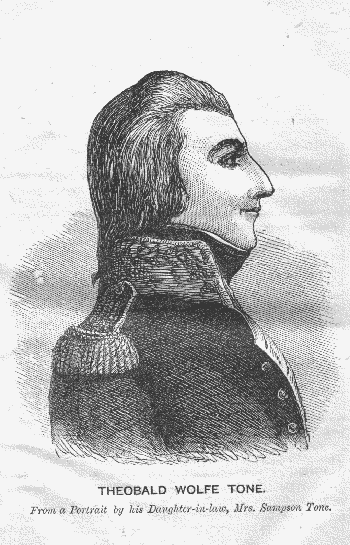 THEOBALD WOLFE TONE.
From a Portrait by his Daughter-in-law, Mrs. Sampson Tone.